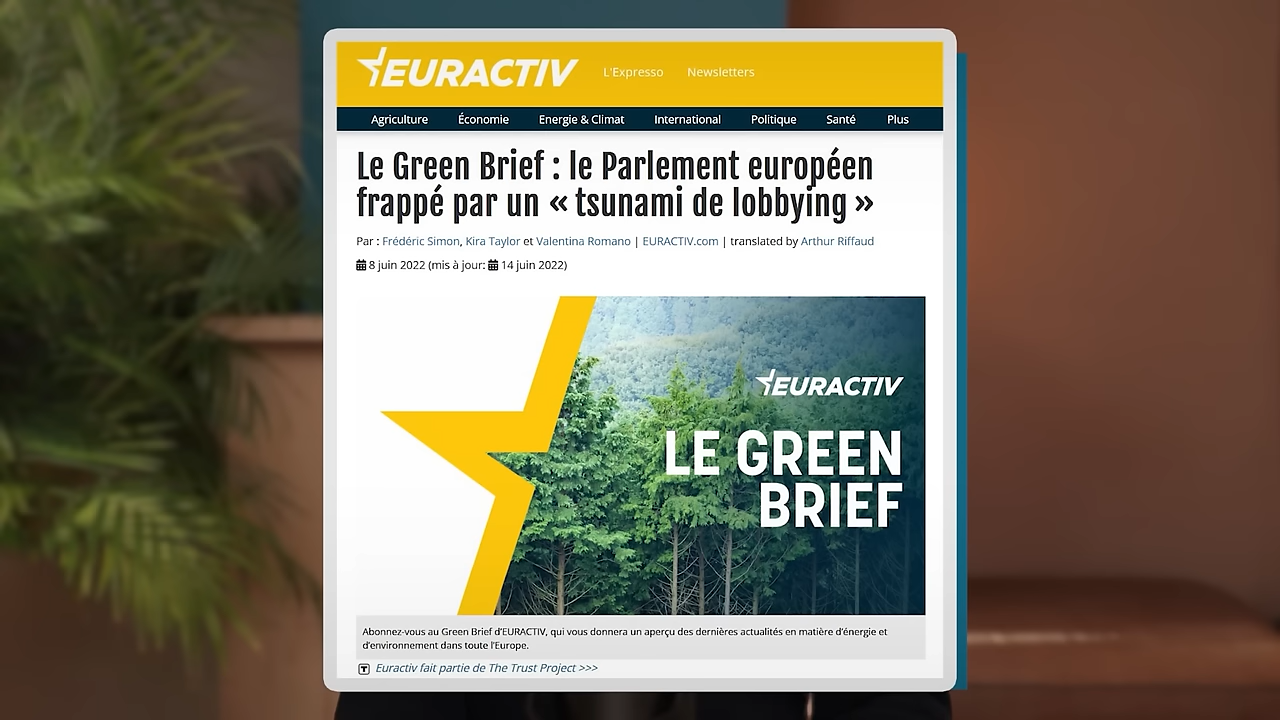 EURACTIV
L'Expresso Newsletters
Agriculture Économie Energie & Climat International Politique Santé Plus
Le Green Brief : le Parlement européen
frappé par un « tsunami de lobbying »
Par : Frédéric Simon, Kira Taylor et Valentina Romano | EURACTIV.com | translated by Arthur Riffaud
8 juin 2022 (mis à jour: 14 juin 2022)
EURACTIV
LE GREEN
BRIEF
Abonnez-vous au Green Brief d'EURACTIV, qui vous donnera un aperçu des dernières actualités en matière d'énergie et
d'environnement dans toute l'Europe.
T Euractiv fait partie de The Trust Project >>>